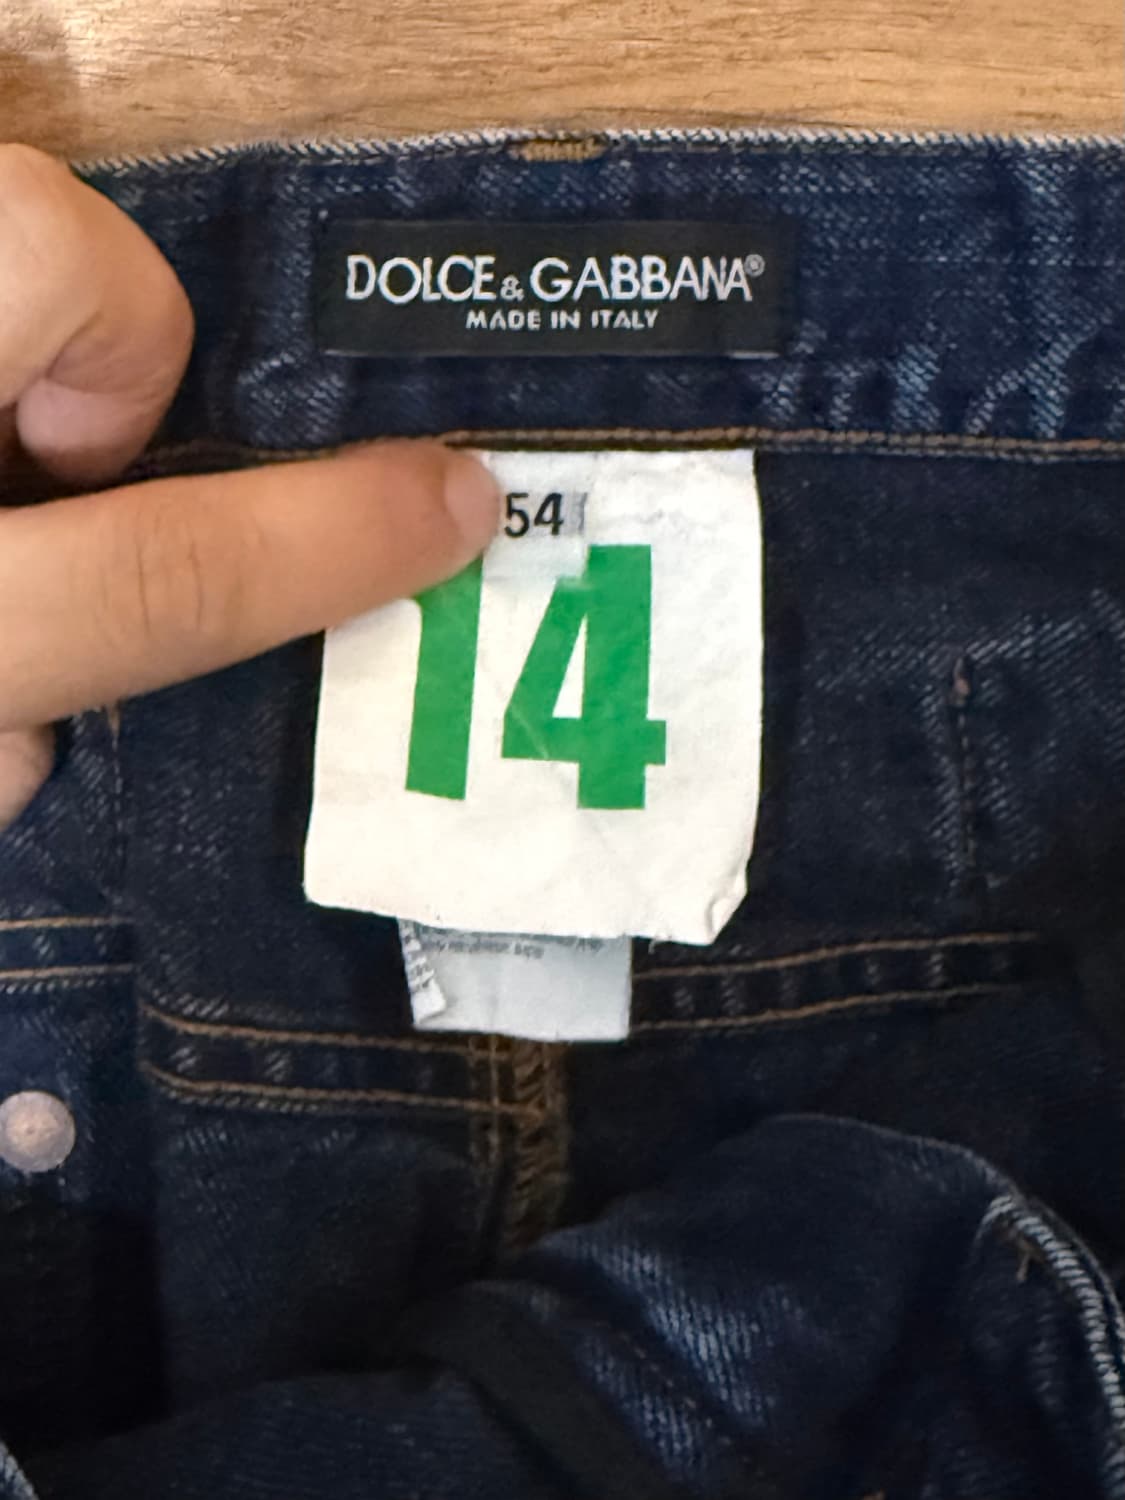 DOLCE & GABBANA®
MADE IN ITALY
54
14